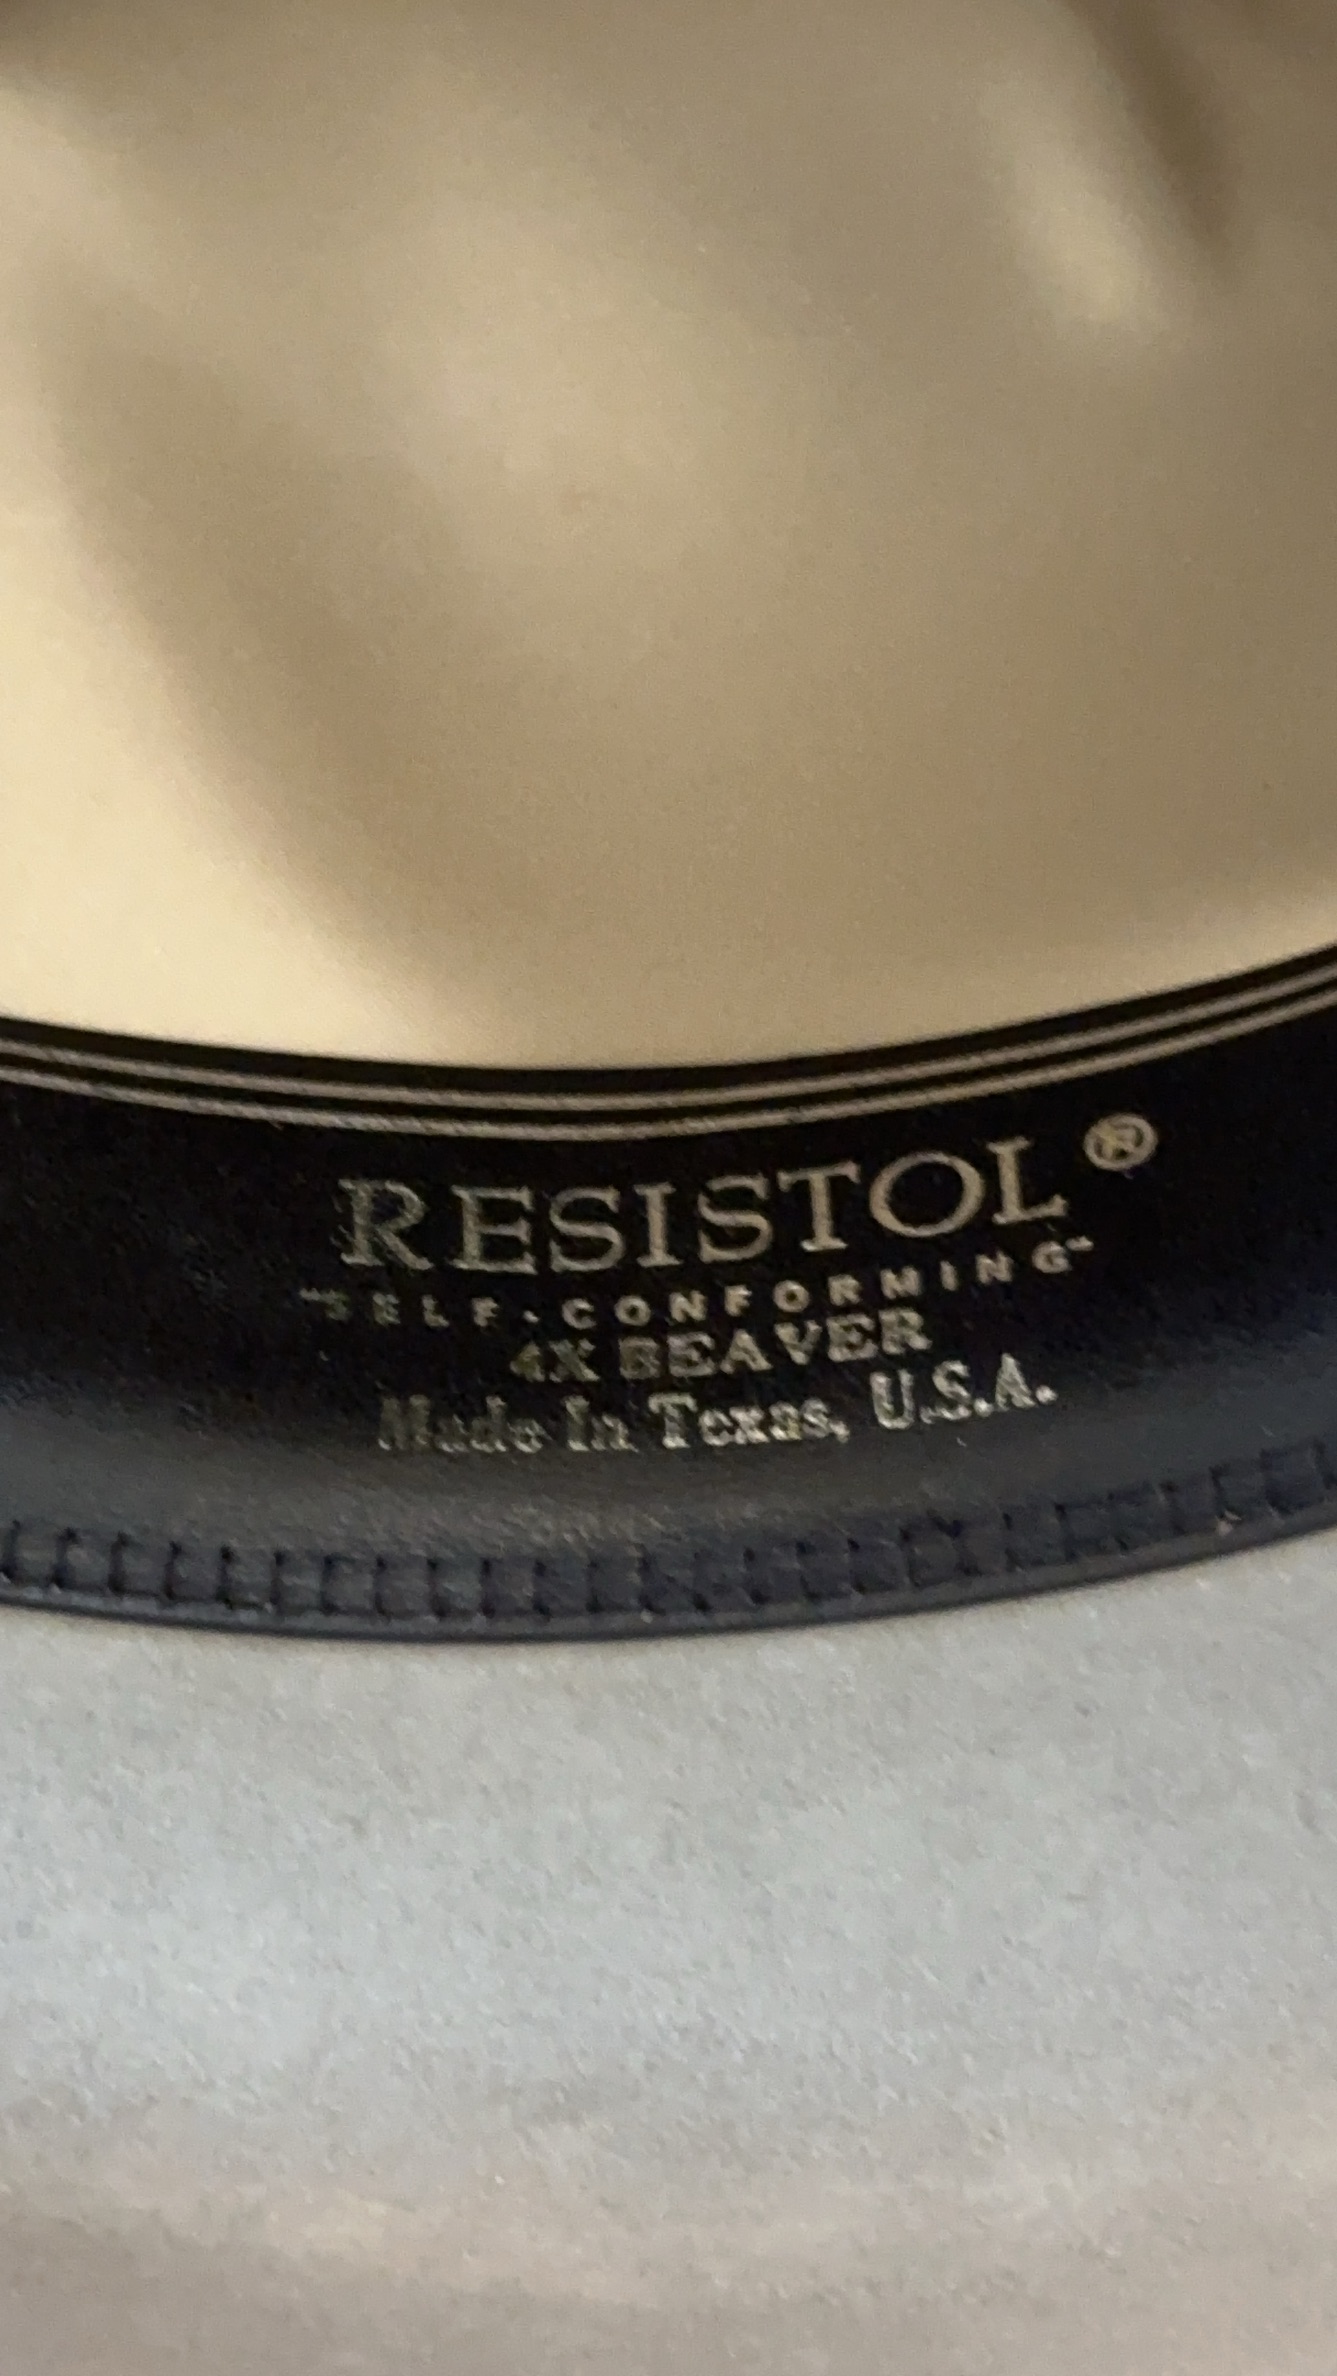 RESISTOL ®
"SELF-CONFORMING"
4X BEAVER
Made In Texas, U.S.A.